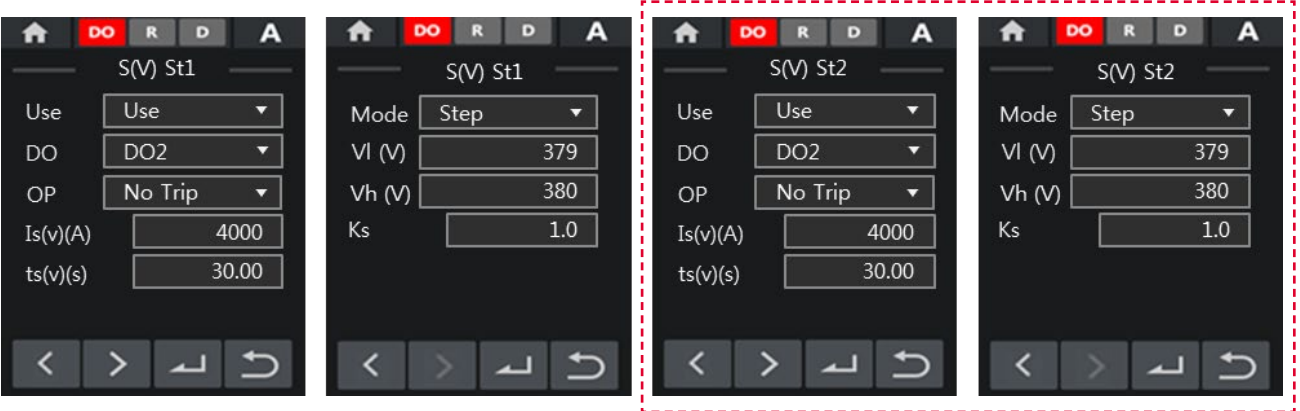 DO R D A
S(V) St1
Use Use
DO DO2
OP No Trip
Is(v)(A) 4000
ts(v)(s) 30.00
DO R D A
S(V) St1
Mode Step
Vl (V) 379
Vh (V) 380
Ks 1.0
DO R D A
S(V) St2
Use Use
DO DO2
OP No Trip
Is(v)(A) 4000
ts(v)(s) 30.00
DO R D A
S(V) St2
Mode Step
Vl (V) 379
Vh (V) 380
Ks 1.0